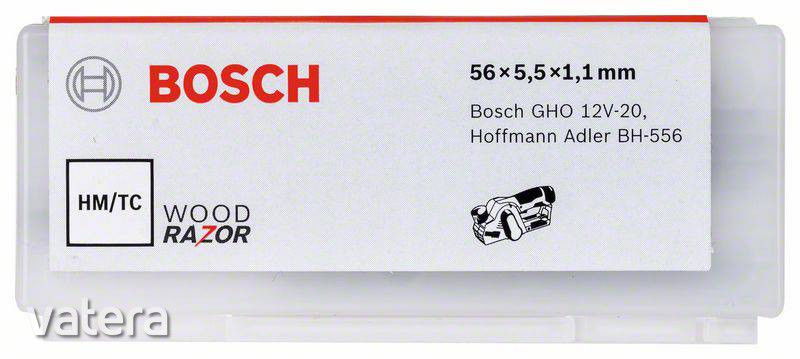 BOSCH
56×5,5×1,1 mm
Bosch GHO 12V-20,
Hoffmann Adler BH-556
HM/TC
WOOD
RAZOR
vatera